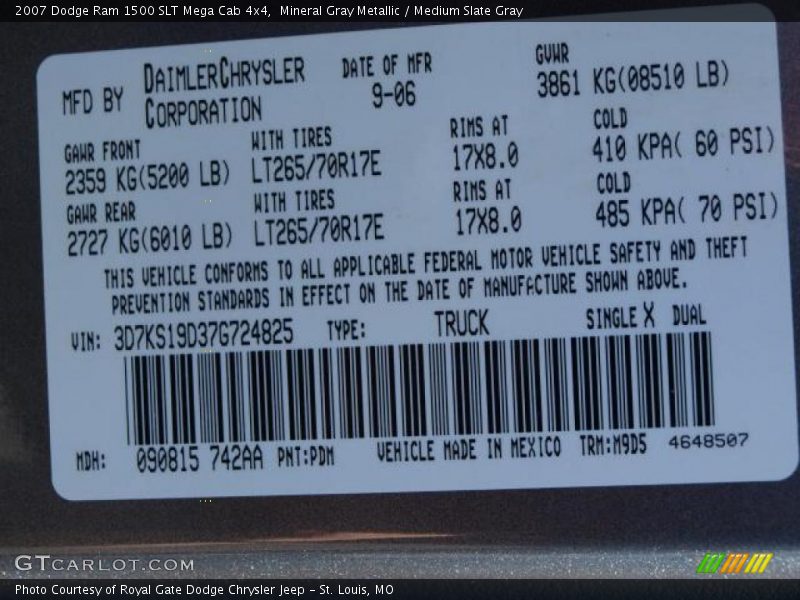 2007 Dodge Ram 1500 SLT Mega Cab 4x4, Mineral Gray Metallic / Medium Slate Gray
MFD BY DAIMLERCHRYSLER CORPORATION DATE OF MFR 9-06 GVWR 3861 KG(08510 LB)
GAWR FRONT WITH TIRES RIMS AT COLD
2359 KG(5200 LB) LT265/70R17E 17X8.0 410 KPA( 60 PSI)
GAWR REAR WITH TIRES RIMS AT COLD
2727 KG(6010 LB) LT265/70R17E 17X8.0 485 KPA( 70 PSI)
THIS VEHICLE CONFORMS TO ALL APPLICABLE FEDERAL MOTOR VEHICLE SAFETY AND THEFT
PREVENTION STANDARDS IN EFFECT ON THE DATE OF MANUFACTURE SHOWN ABOVE.
VIN: 3D7KS19D37G724825 TYPE: TRUCK SINGLE X DUAL
MDH: 090815 742AA PNT:PDM VEHICLE MADE IN MEXICO TRM:M9D5 4648507
GTCARLOT.COM
Photo Courtesy of Royal Gate Dodge Chrysler Jeep – St. Louis, MO